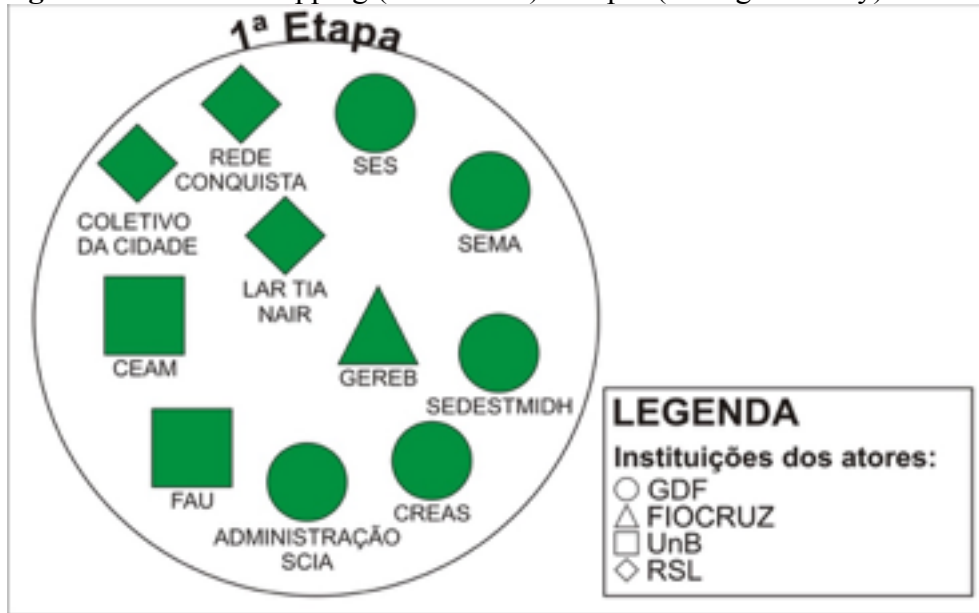 pping
1ª Etapa
REDE
CONQUISTA
SES
COLETIVO
DA CIDADE
SEMA
LAR TIA
NAIR
CEAM
GEREB
SEDESTMIDH
FAU
CREAS
ADMINISTRAÇÃO
SCIA
LEGENDA
Instituições dos atores:
GDF
FIOCRUZ
UnB
RSL